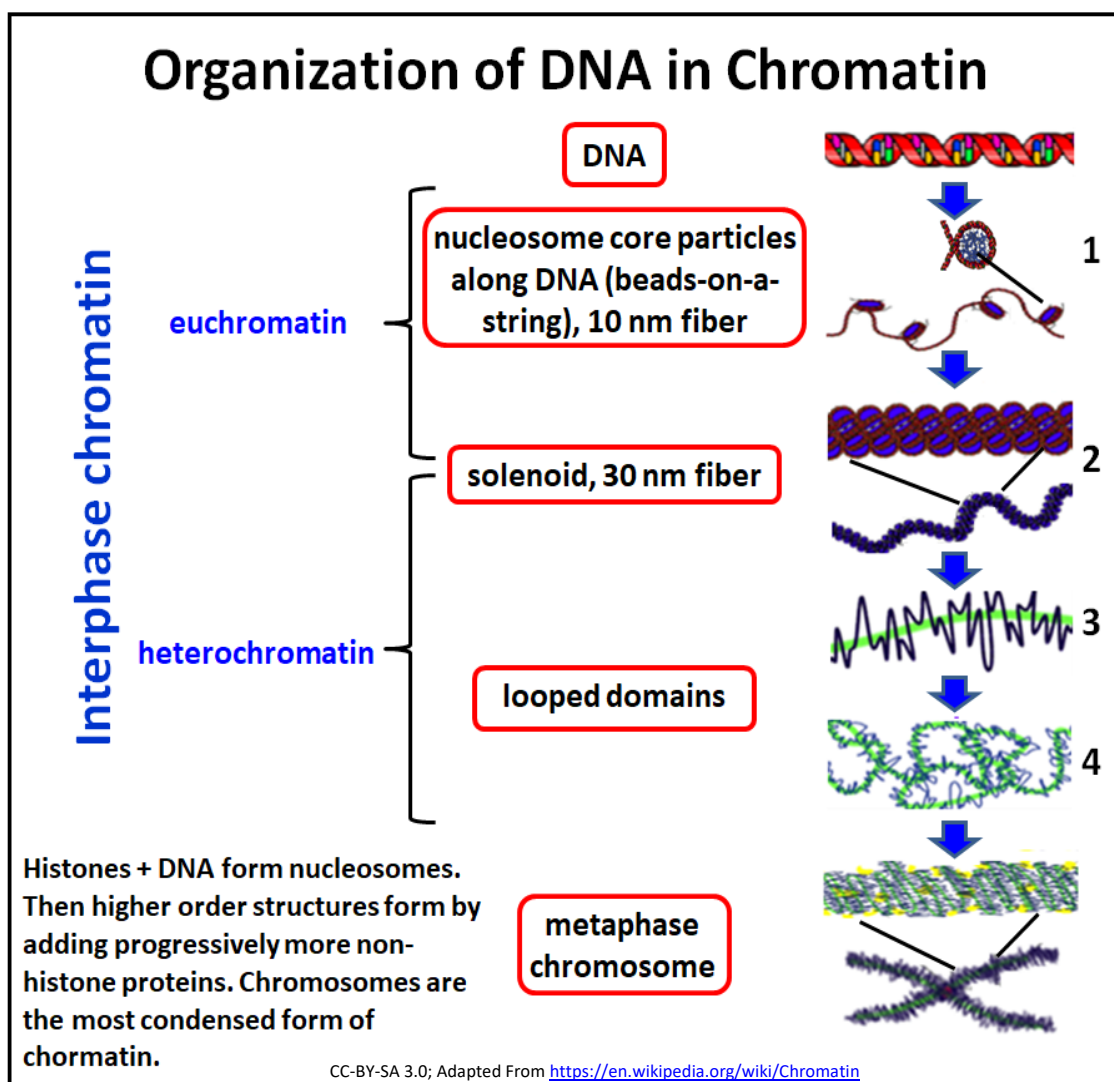 Organization of DNA in Chromatin
DNA
nucleosome core particles
along DNA (beads-on-a-
string), 10 nm fiber
1
euchromatin
Interphase chromatin
solenoid, 30 nm fiber
2
3
heterochromatin
looped domains
4
Histones + DNA form nucleosomes.
Then higher order structures form by
adding progressively more non-
histone proteins. Chromosomes are
the most condensed form of
chormatin.
metaphase
chromosome
CC-BY-SA 3.0; Adapted From https://en.wikipedia.org/wiki/Chromatin